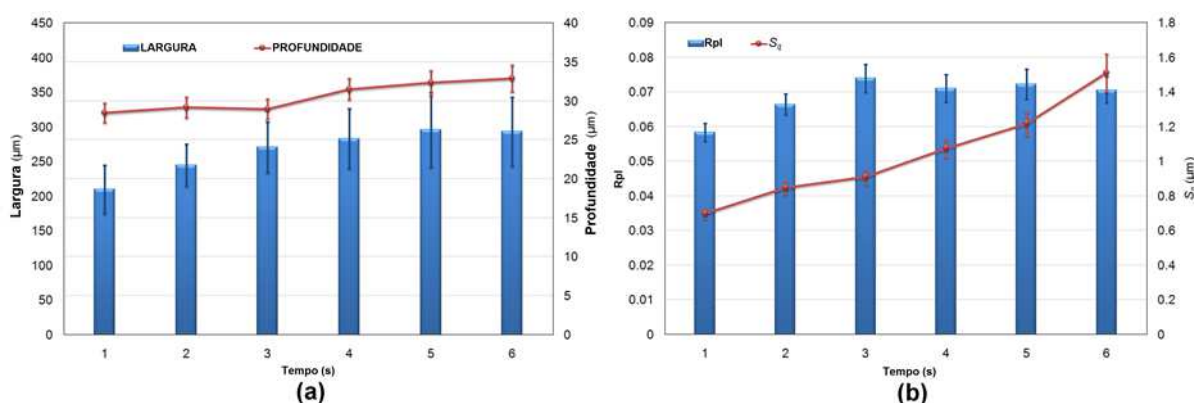 LARGURA
PROFUNDIDADE
450
400
350
300
250
200
150
100
50
0
Largura (μm)
40
35
30
25
20
15
10
5
0
Profundidade (μm)
1 2 3 4 5 6
Tempo (s)
(a)
Rpl
Sq
0.09
0.08
0.07
0.06
0.05
0.04
0.03
0.02
0.01
0
Rpl
1.8
1.6
1.4
1.2
1
0.8
0.6
0.4
0.2
0
Sq (μm)
1 2 3 4 5 6
Tempo (s)
(b)